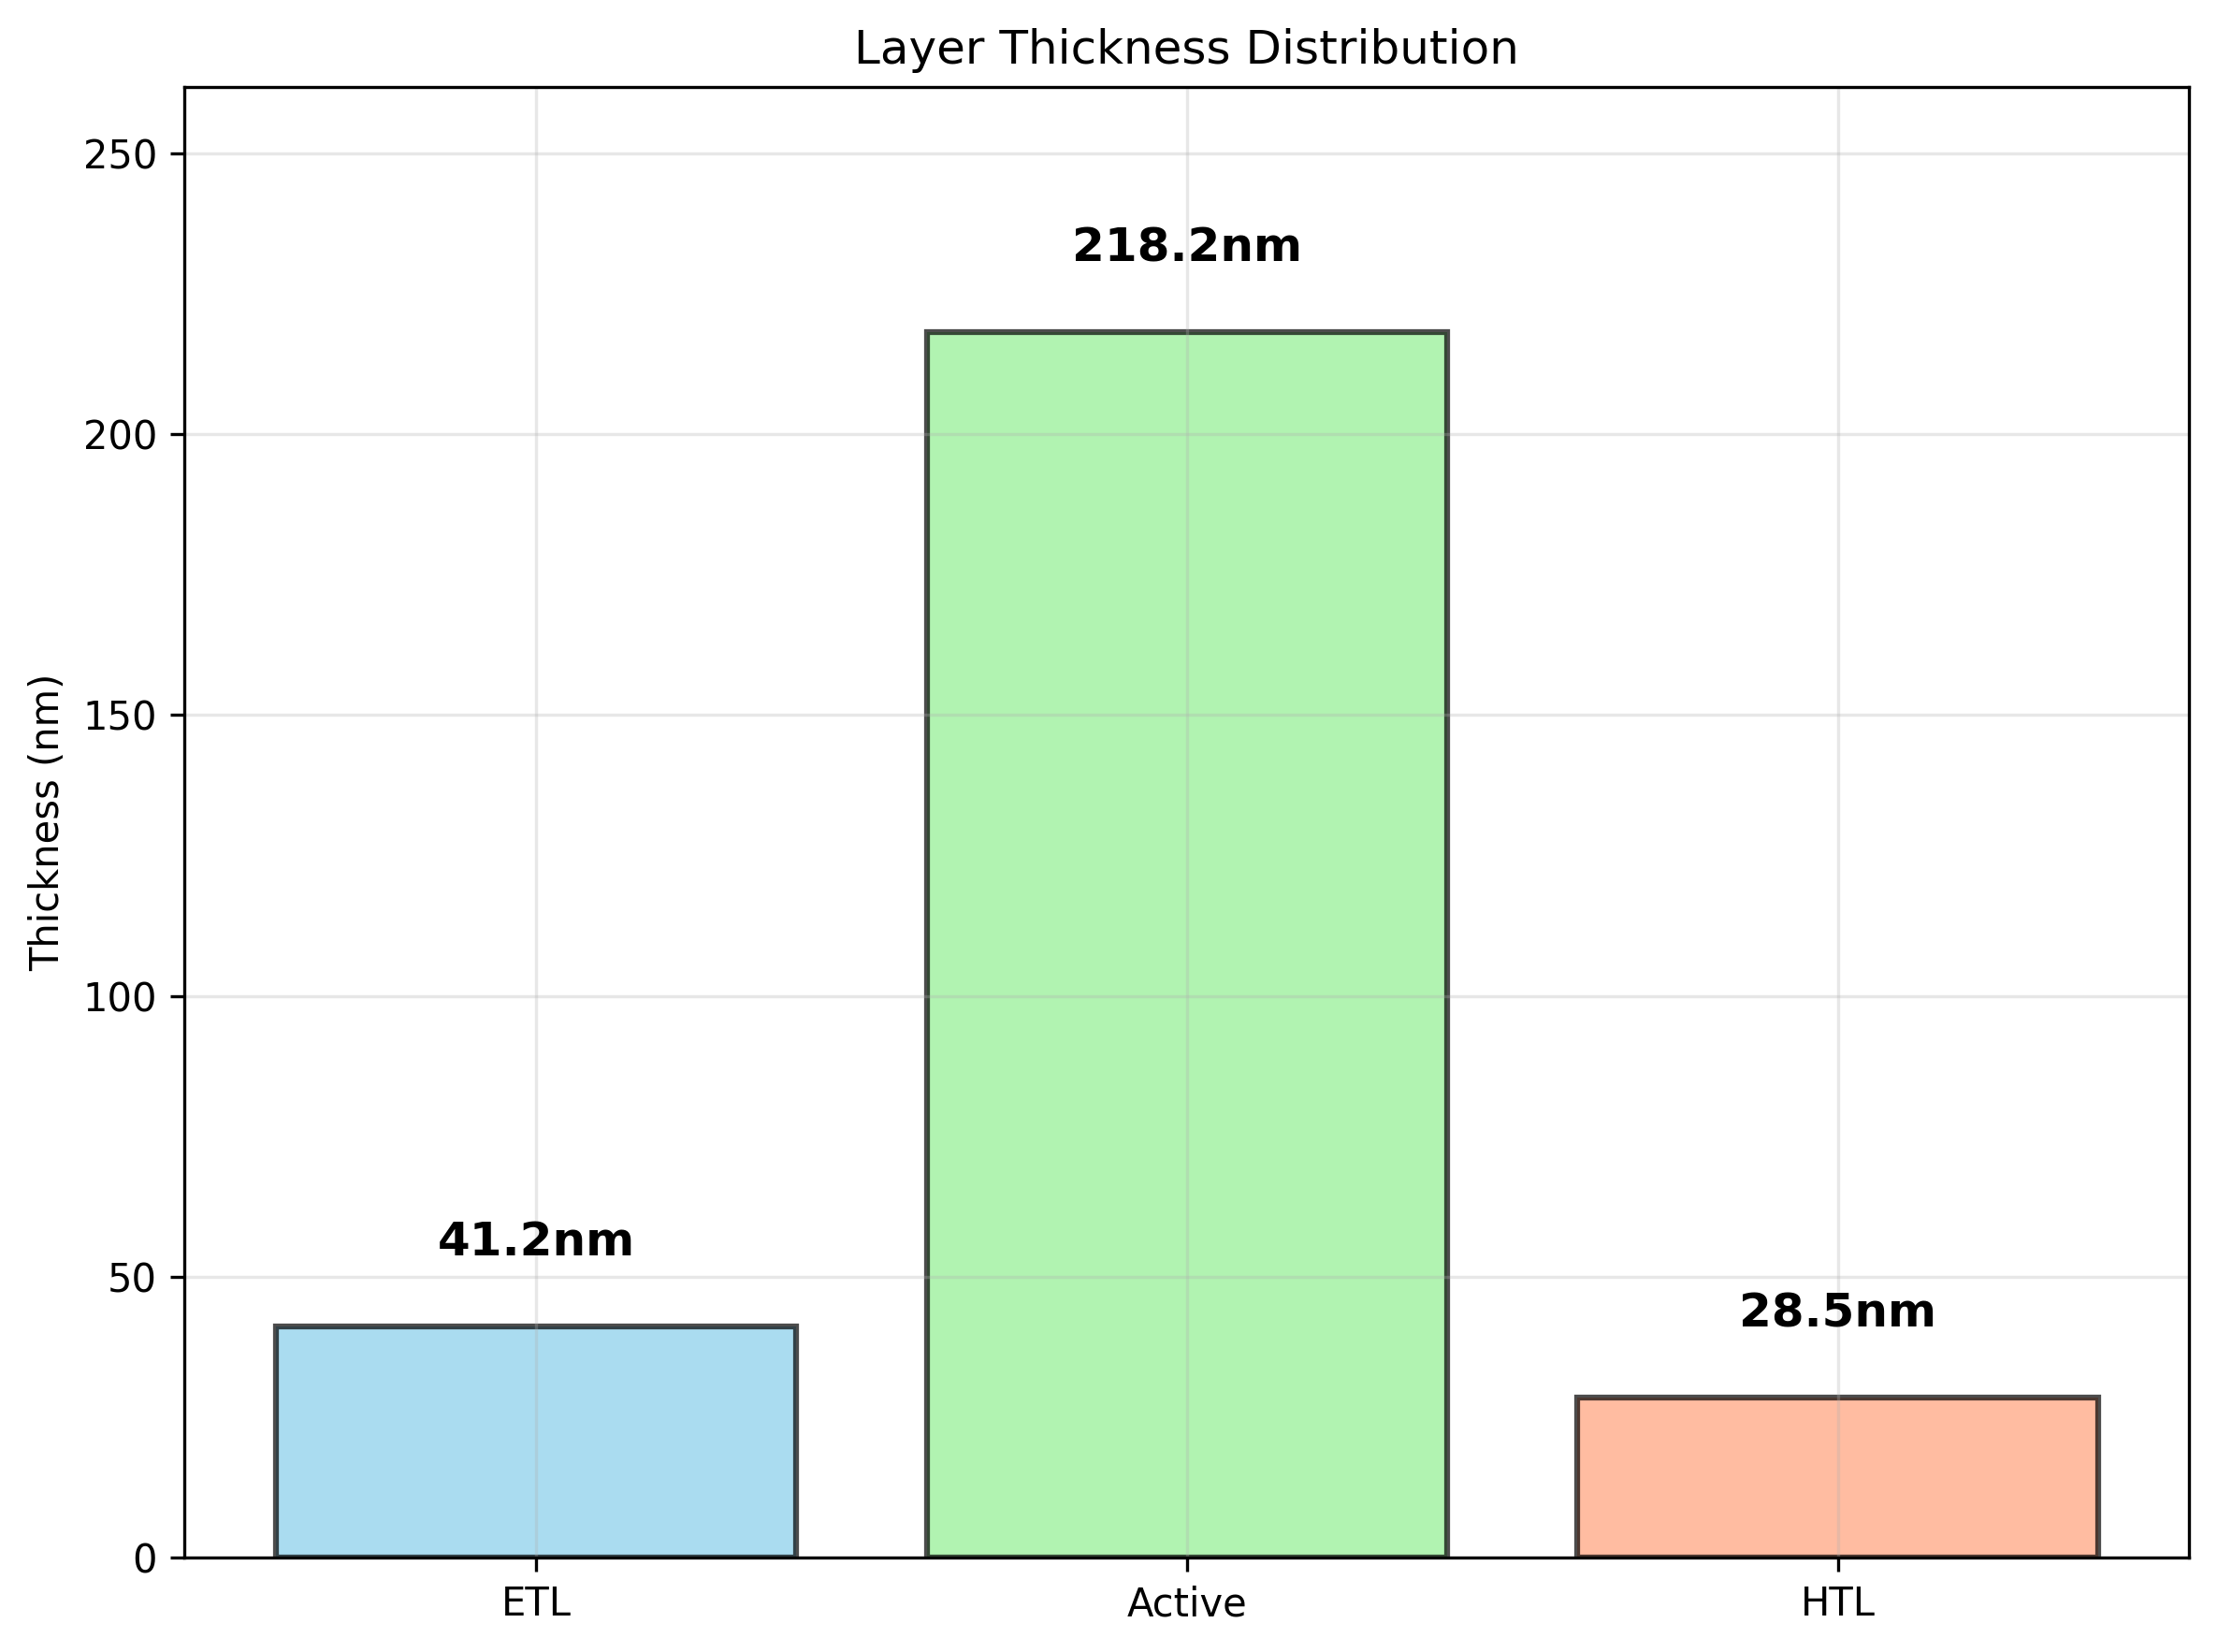 Layer Thickness Distribution
Thickness (nm)
250
200
150
100
50
0
218.2nm
41.2nm
28.5nm
ETL
Active
HTL